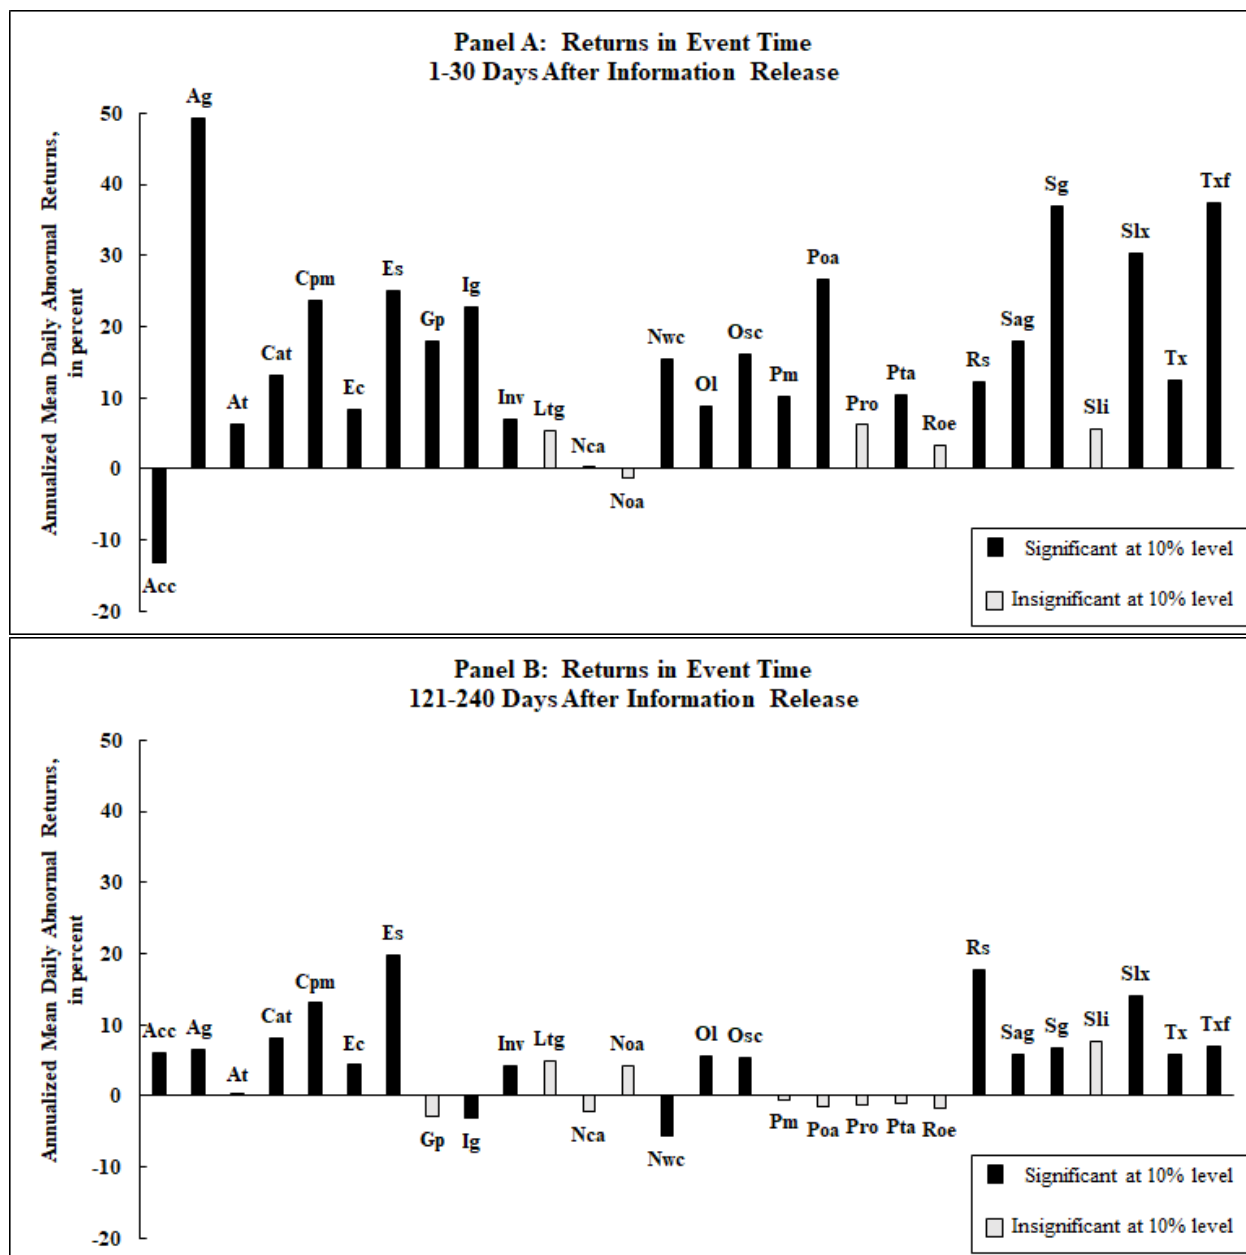 Panel A: Returns in Event Time
1-30 Days After Information Release
Annualized Mean Daily Abnormal Returns,
in percent
50
40
30
20
10
0
-10
-20
Acc
Ag
At
Cat
Cpm
Ec
Es
Gp
Ig
Inv
Ltg
Nca
Noa
Nwc
Ol
Osc
Pm
Poa
Pro
Pta
Roe
Rs
Sag
Sg
Sli
Slx
Tx
Txf
Significant at 10% level
Insignificant at 10% level
Panel B: Returns in Event Time
121-240 Days After Information Release
Annualized Mean Daily Abnormal Returns,
in percent
50
40
30
20
10
0
-10
-20
Acc
Ag
At
Cat
Cpm
Ec
Es
Gp
Ig
Inv
Ltg
Nca
Noa
Nwc
Ol
Osc
Pm
Poa
Pro
Pta
Roe
Rs
Sag
Sg
Sli
Slx
Tx
Txf
Significant at 10% level
Insignificant at 10% level